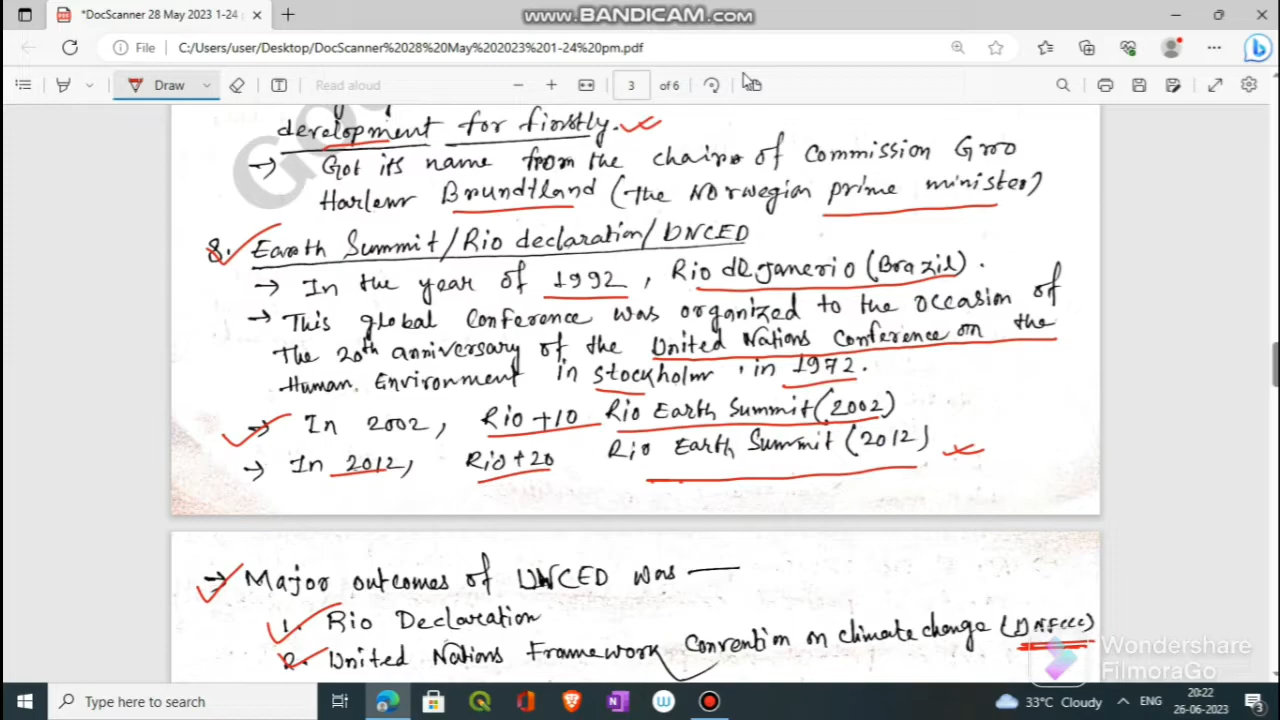 www.BANDICAM.com
*DocScanner 28 May 2023 1-24
File C:/Users/user/Desktop/DocScanner%2028%20May%202023%201-24%20pm.pdf
Draw Read aloud 3 of 6
development for firstly.
→ Got its name from the chair of Commission Groo
Harlem Brundtland (the Norwegian prime minister)
8. Earth Summit/Rio declaration/UNCED
→ In the year of 1992, Rio de Janerio (Brazil).
→ This global Conference was organized to the occasion of
The 20th anniversary of the United Nations Conference on the
Human Environment in Stockholm, in 1972.
→ In 2002, Rio+10 Rio Earth Summit (2002)
→ In 2012, Rio+20 Rio Earth Summit (2012)
→ Major outcomes of UNCED was —
1. Rio Declaration
2. United Nations Framework Convention on climate change (UNFCCC)
Wondershare
FilmoraGo
Type here to search 33°C Cloudy ENG 20:22
26-06-2023 3